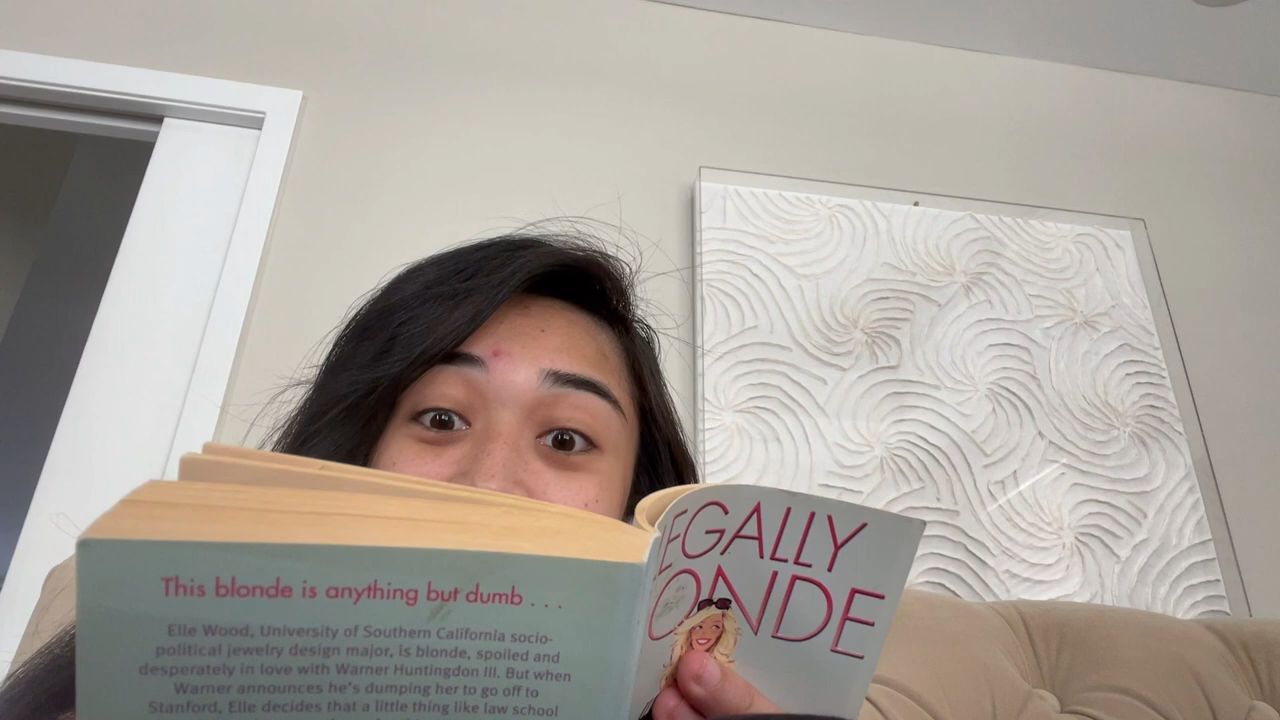 This blonde is anything but dumb . . .
Elle Wood, University of Southern California socio-
political jewelry design major, is blonde, spoiled and
desperately in love with Warner Huntingdon III. But when
Warner announces he's dumping her to go off to
Stanford, Elle decides that a little thing like law school
LEGALLY
ONDE